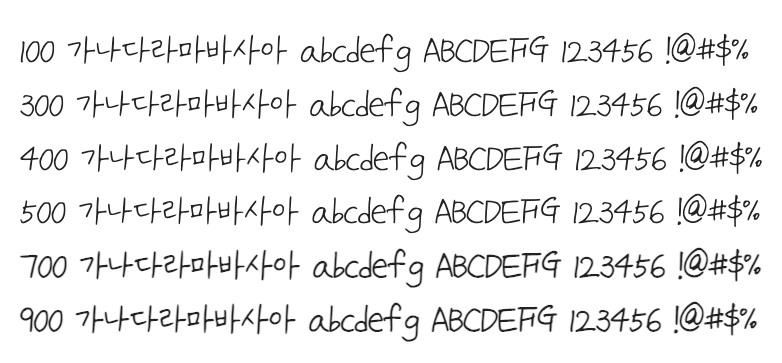 100 가나다라마바사아 abcdefg ABCDEFG 123456 !@#$%
300 가나다라마바사아 abcdefg ABCDEFG 123456 !@#$%
400 가나다라마바사아 abcdefg ABCDEFG 123456 !@#$%
500 가나다라마바사아 abcdefg ABCDEFG 123456 !@#$%
700 가나다라마바사아 abcdefg ABCDEFG 123456 !@#$%
900 가나다라마바사아 abcdefg ABCDEFG 123456 !@#$%